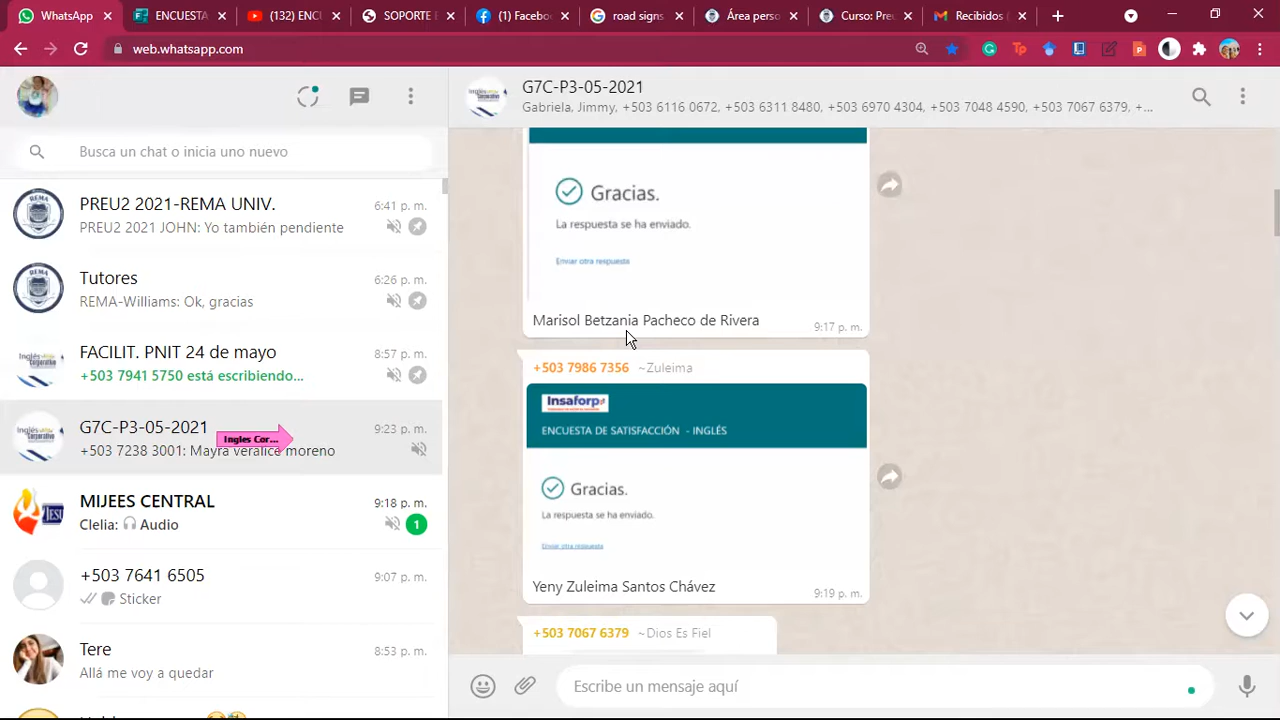 WhatsApp
ENCUESTA
(132) ENCU
SOPORTE
(1) Faceboo
road signs
Área perso
Curso: Preu
Recibidos (
web.whatsapp.com
G7C-P3-05-2021
Gabriela, Jimmy, +503 6116 0672, +503 6311 8480, +503 6970 4304, +503 7048 4590, +503 7067 6379, +...
Busca un chat o inicia uno nuevo
PREU2 2021-REMA UNIV.
6:41 p. m.
PREU2 2021 JOHN: Yo también pendiente
Tutores
6:26 p. m.
REMA-Williams: Ok, gracias
FACILIT. PNIT 24 de mayo
8:57 p. m.
+503 7941 5750 está escribiendo...
G7C-P3-05-2021
Ingles Cor...
9:23 p. m.
+503 7238 3001: Mayra veralice moreno
MIJEES CENTRAL
9:18 p. m.
Clelia: Audio
1
+503 7641 6505
9:07 p. m.
Sticker
Tere
8:53 p. m.
Allá me voy a quedar
Gracias.
La respuesta se ha enviado.
Enviar otra respuesta
Marisol Betzania Pacheco de Rivera
9:17 p. m.
+503 7986 7356 ~Zuleima
Insaforp
ENCUESTA DE SATISFACCIÓN - INGLÉS
Gracias.
La respuesta se ha enviado.
Enviar otra respuesta
Yeny Zuleima Santos Chávez
9:19 p. m.
+503 7067 6379 ~Dios Es Fiel
Escribe un mensaje aquí